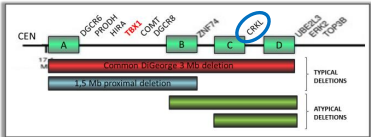 DGCR6 PRODH HIRA TBX1 COMT DGCR8 ZNF74 CRKL UBE2L3 ERK2 TOP3B
CEN A B C D
Common DiGeorge 3 Mb deletion
1,5 Mb proximal deletion
TYPICAL
DELETIONS
ATYPICAL
DELETIONS